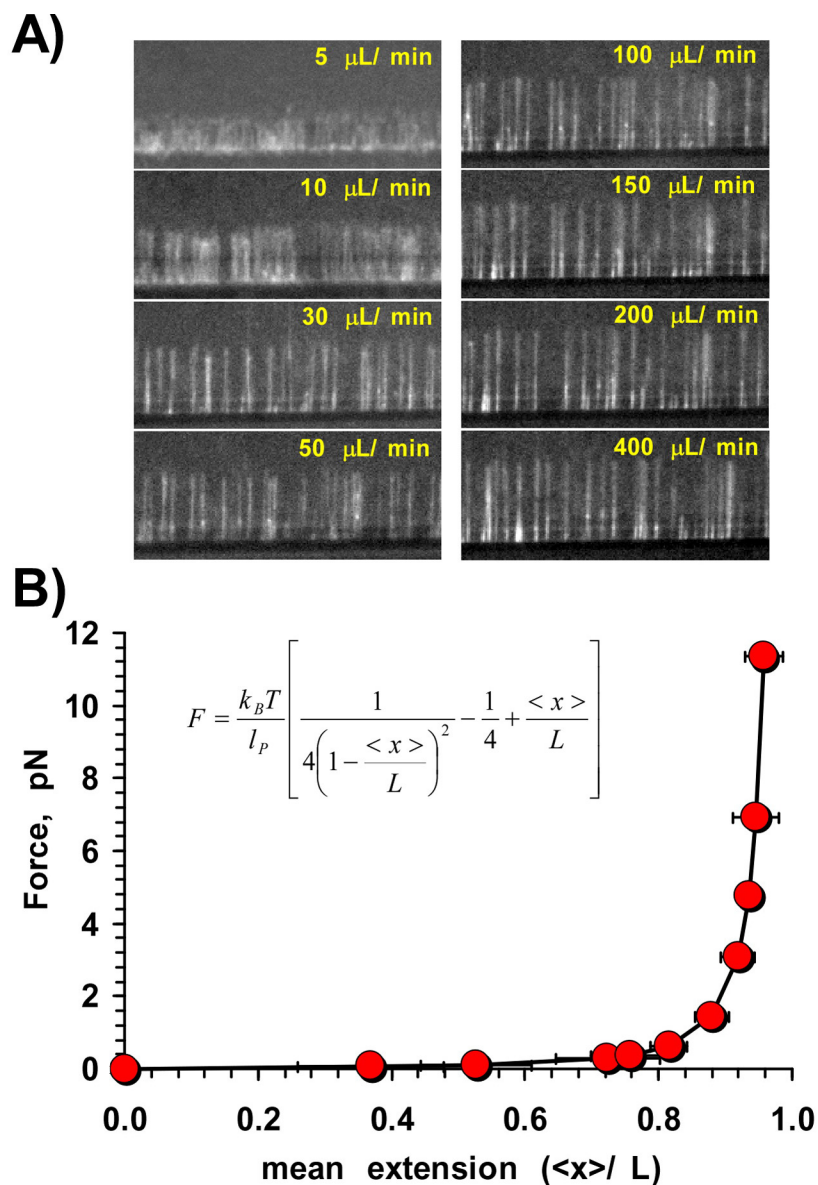 A)
5 μL/ min
100 μL/ min
10 μL/ min
150 μL/ min
30 μL/ min
200 μL/ min
50 μL/ min
400 μL/ min
B)
12
10
8
6
4
2
0
Force, pN
F = k_B T / l_P [ 1 / 4(1 − <x> / L)^2 − 1/4 + <x> / L ]
0.0 0.2 0.4 0.6 0.8 1.0
mean extension (<x>/ L)